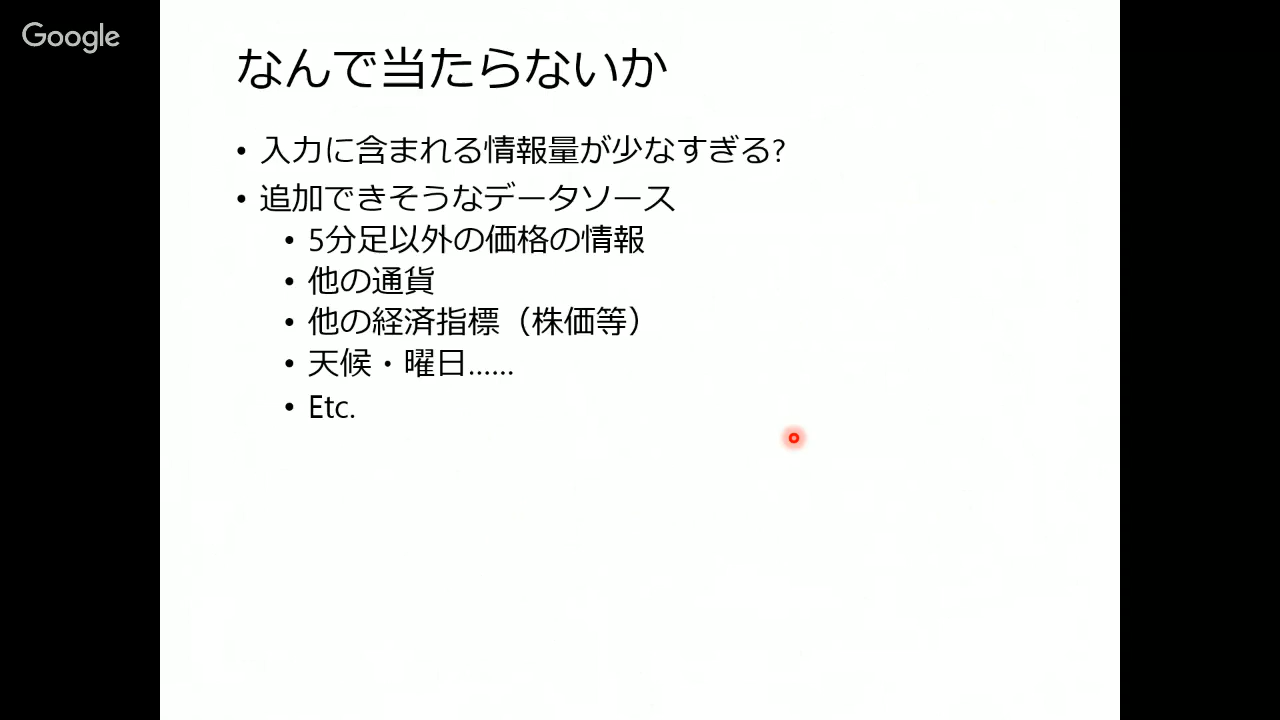 Google
なんで当たらないか
• 入力に含まれる情報量が少なすぎる?
• 追加できそうなデータソース
• 5分足以外の価格の情報
• 他の通貨
• 他の経済指標（株価等）
• 天候・曜日......
• Etc.